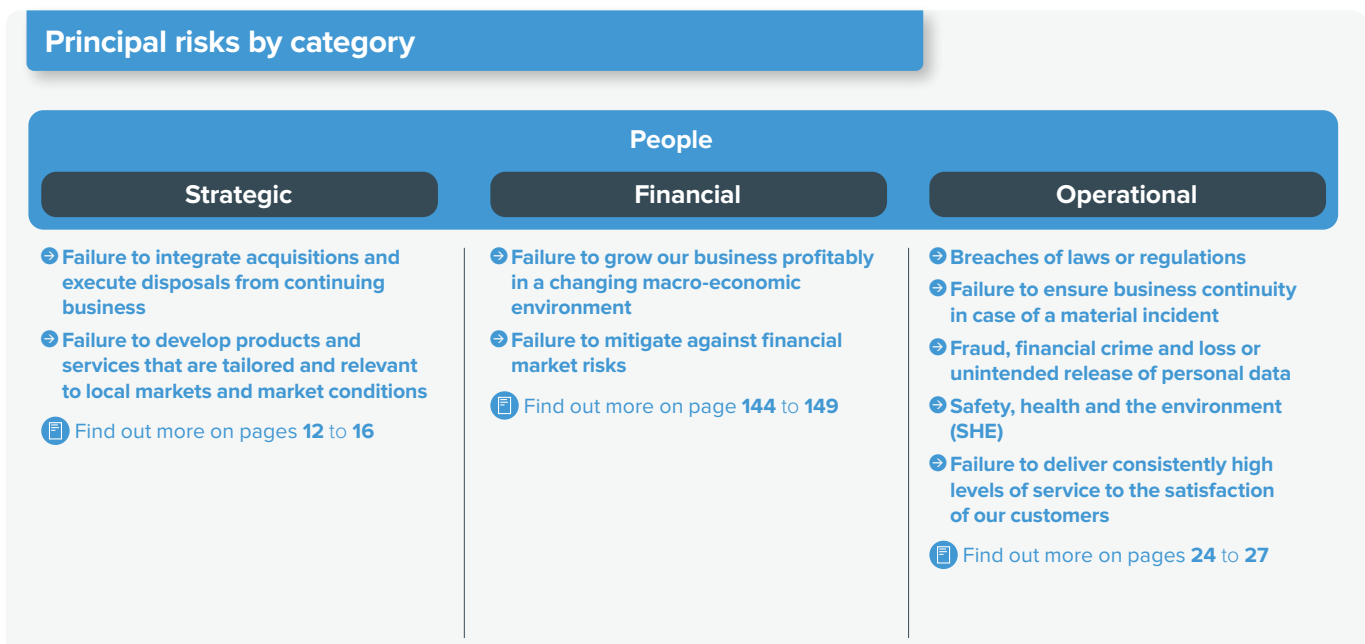 Principal risks by category
People
Strategic
Failure to integrate acquisitions and
execute disposals from continuing
business
Failure to develop products and
services that are tailored and relevant
to local markets and market conditions
Find out more on pages 12 to 16
Financial
Failure to grow our business profitably
in a changing macro-economic
environment
Failure to mitigate against financial
market risks
Find out more on page 144 to 149
Operational
Breaches of laws or regulations
Failure to ensure business continuity
in case of a material incident
Fraud, financial crime and loss or
unintended release of personal data
Safety, health and the environment
(SHE)
Failure to deliver consistently high
levels of service to the satisfaction
of our customers
Find out more on pages 24 to 27